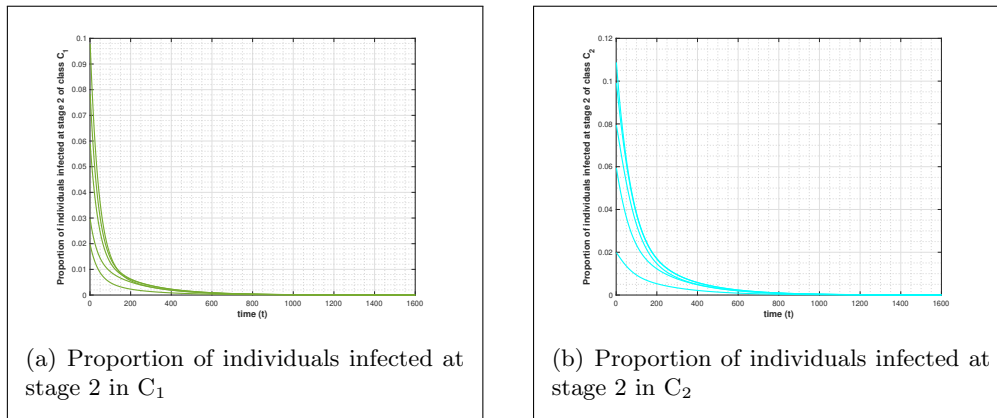 Proportion of individuals infected at stage 2 of class C₁
0.1
0.09
0.08
0.07
0.06
0.05
0.04
0.03
0.02
0.01
0
0 200 400 600 800 1000 1200 1400 1600
time (t)
(a) Proportion of individuals infected at
stage 2 in C₁
Proportion of individuals infected at stage 2 of class C₂
0.12
0.1
0.08
0.06
0.04
0.02
0
0 200 400 600 800 1000 1200 1400 1600
time (t)
(b) Proportion of individuals infected at
stage 2 in C₂